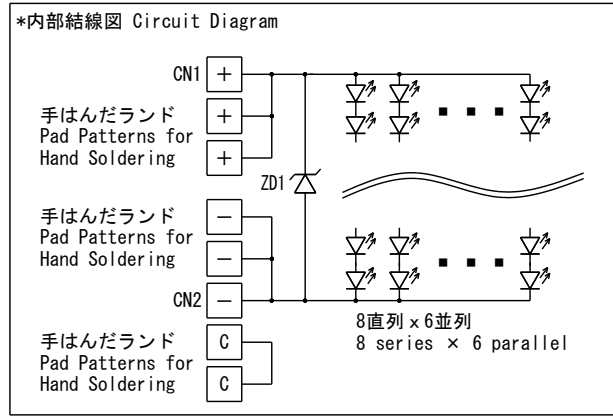 *内部結線図 Circuit Diagram
CN1
+
手はんだランド
Pad Patterns for
Hand Soldering
+
+
ZD1
手はんだランド
Pad Patterns for
Hand Soldering
−
−
CN2
−
8直列×6並列
8 series × 6 parallel
手はんだランド
Pad Patterns for
Hand Soldering
C
C